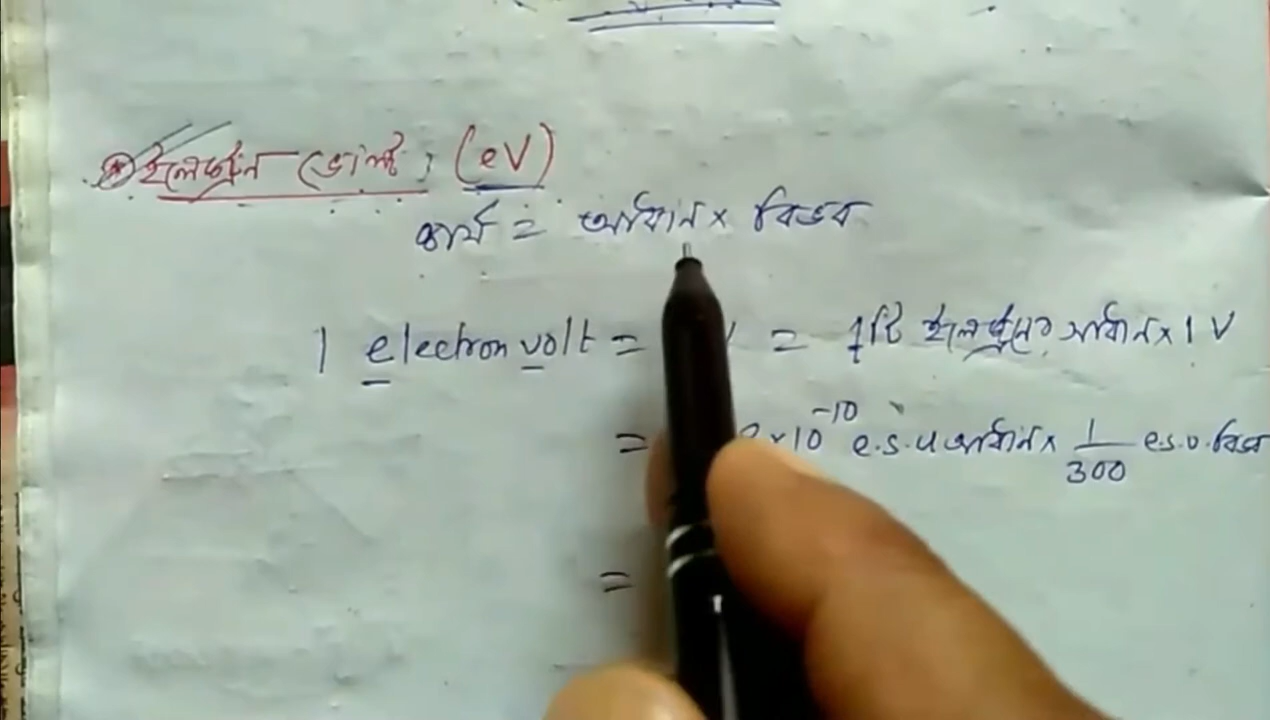 ইলেকট্রন ভোল্ট : (eV)
কার্য = আধান × বিভব
1 electron volt = = 1টি ইলেকট্রনের আধান × 1 V
= × 10⁻¹⁰ e.s.u আধান × 1/300 e.s.u. বিভব
=